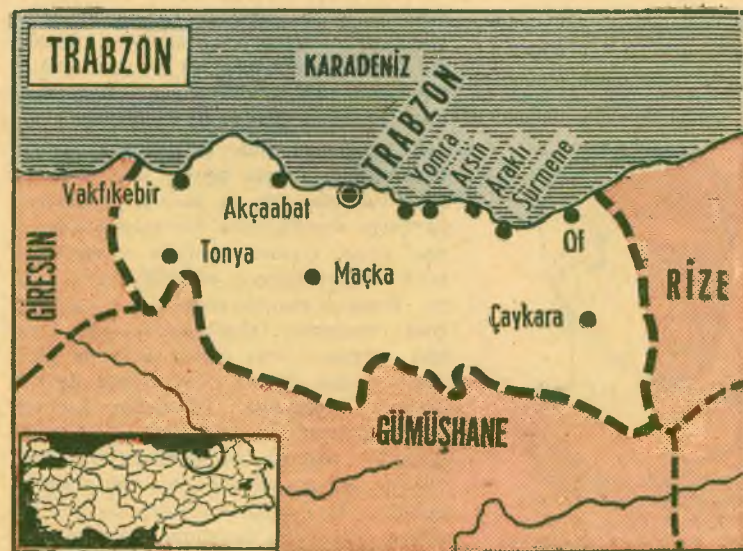 TRABZON
KARADENİZ
TRABZON
Yomra
Arsin
Araklı
Sürmene
Vakfıkebir
Akçaabat
Of
Tonya
Maçka
Çaykara
GİRESUN
RİZE
GÜMÜŞHANE